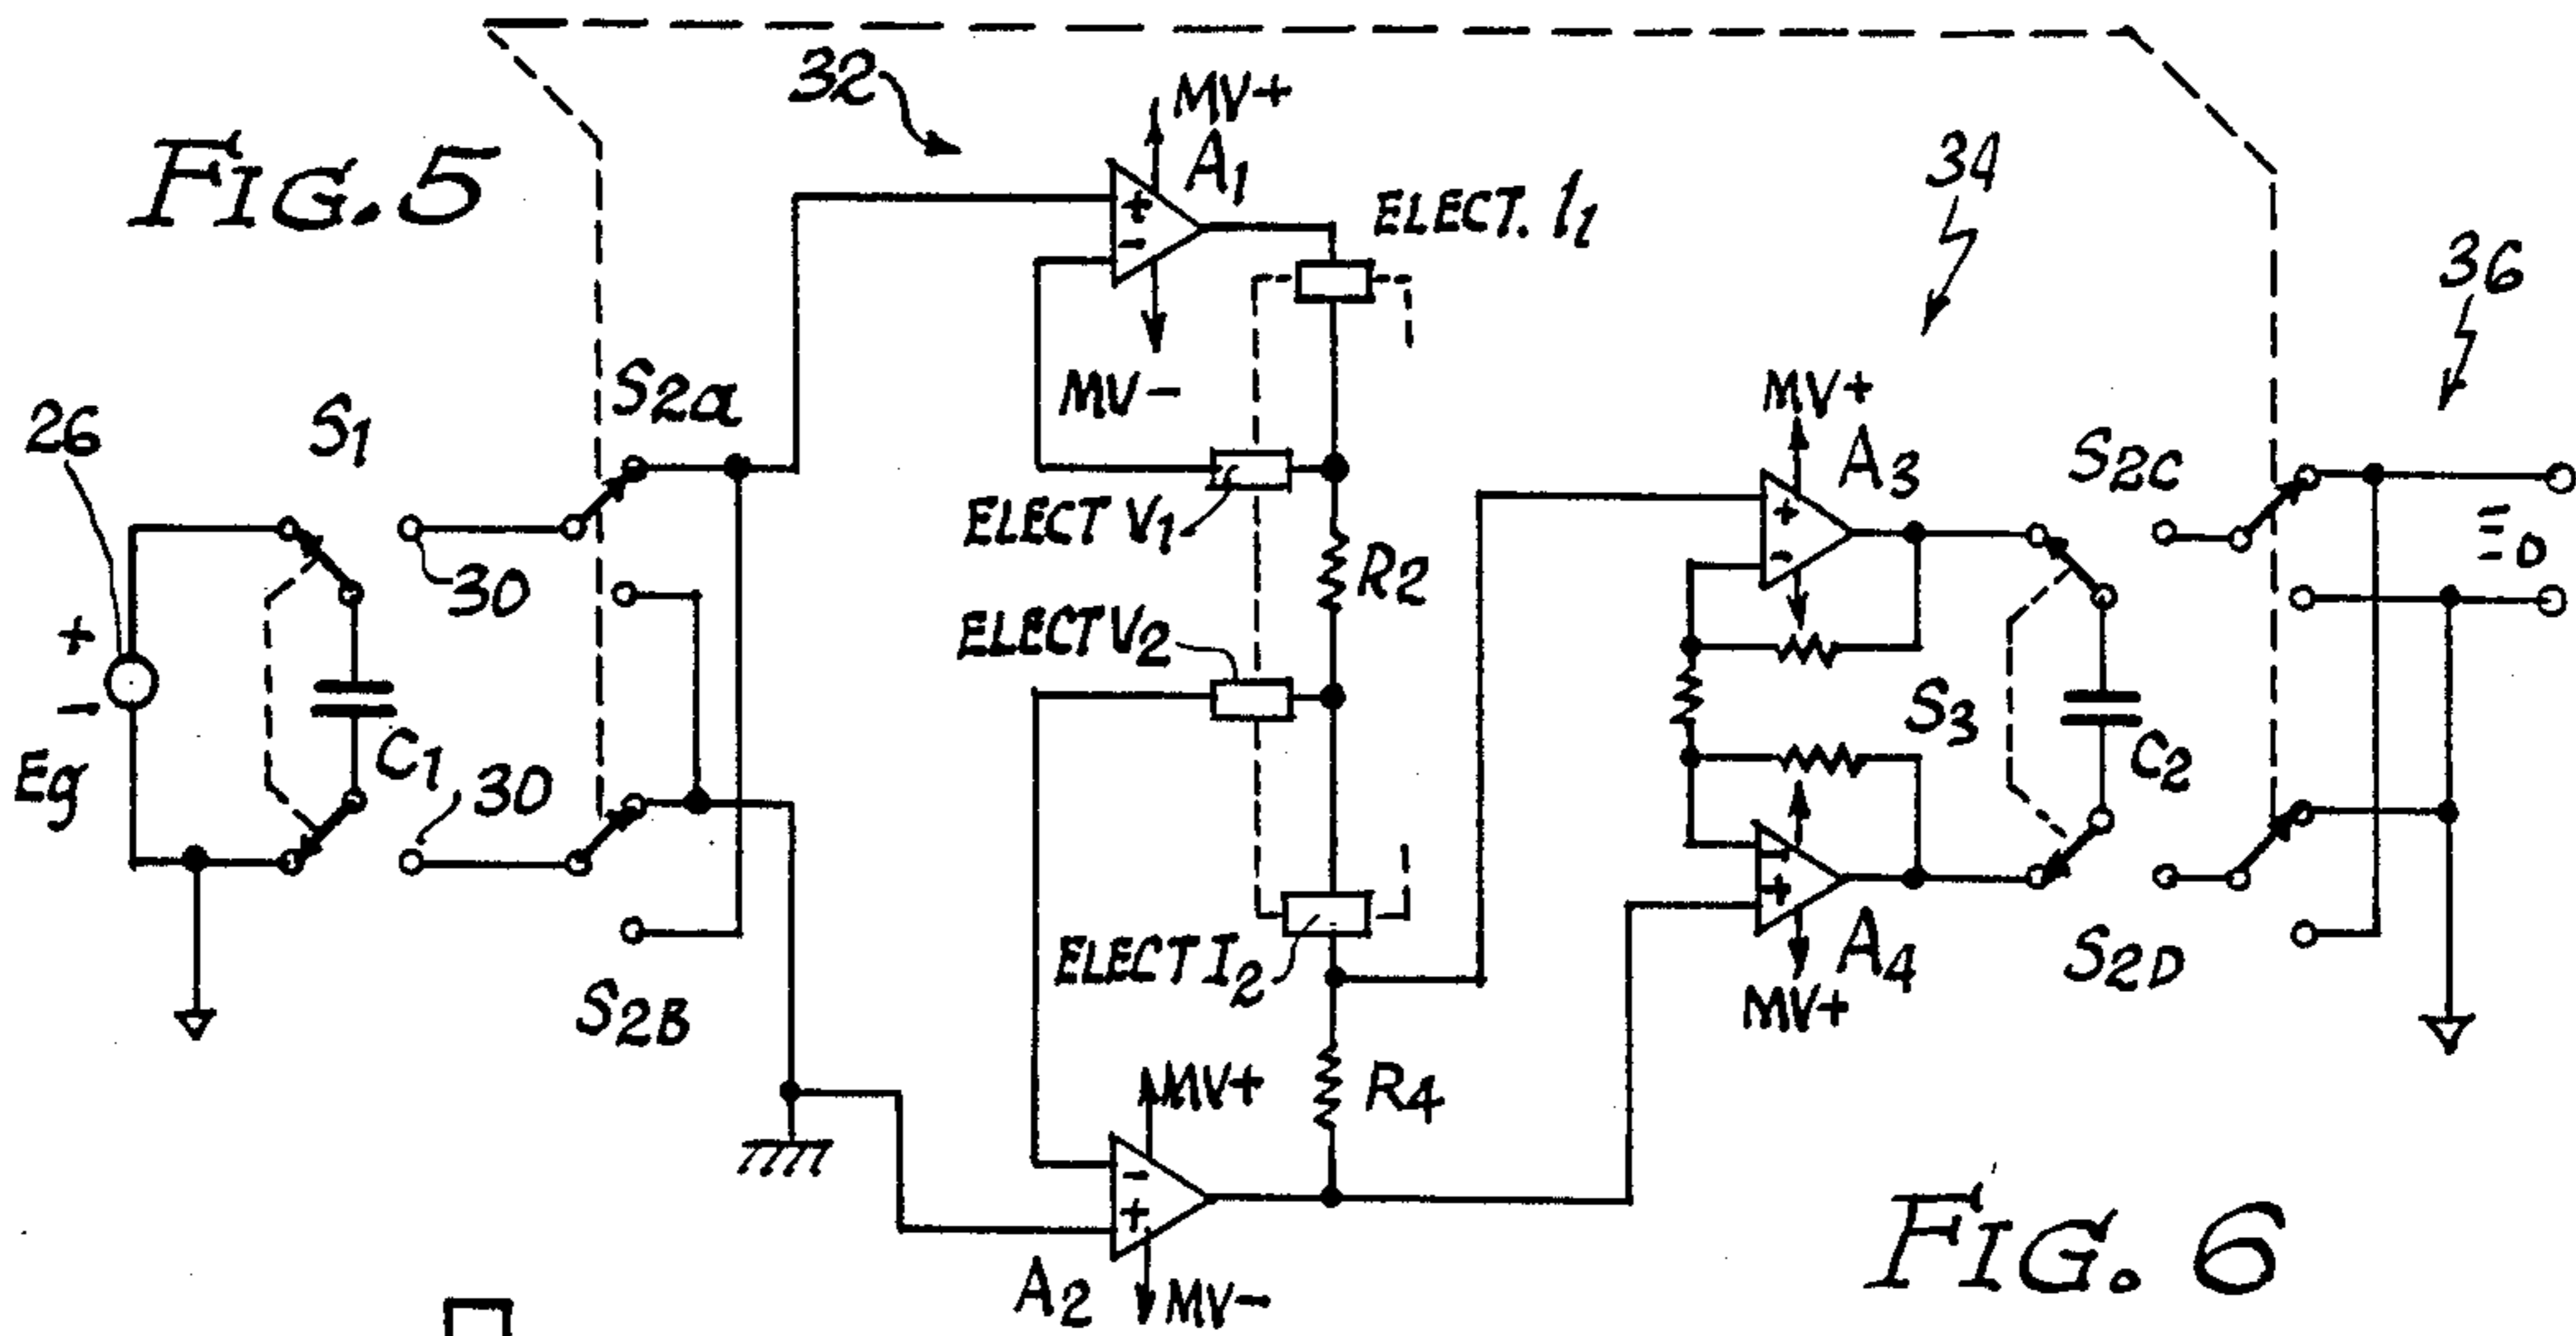 FIG. 5
32
MV+
A1
ELECT. I1
34
36
MV-
S1
S2a
26
MV+
A3
S2C
ELECT V1
30
R2
Eo
+
-
ELECT V2
S3
C1
C2
Eg
30
ELECT I2
A4
S2D
S2B
MV+
MV+
R4
A2
MV-
FIG. 6